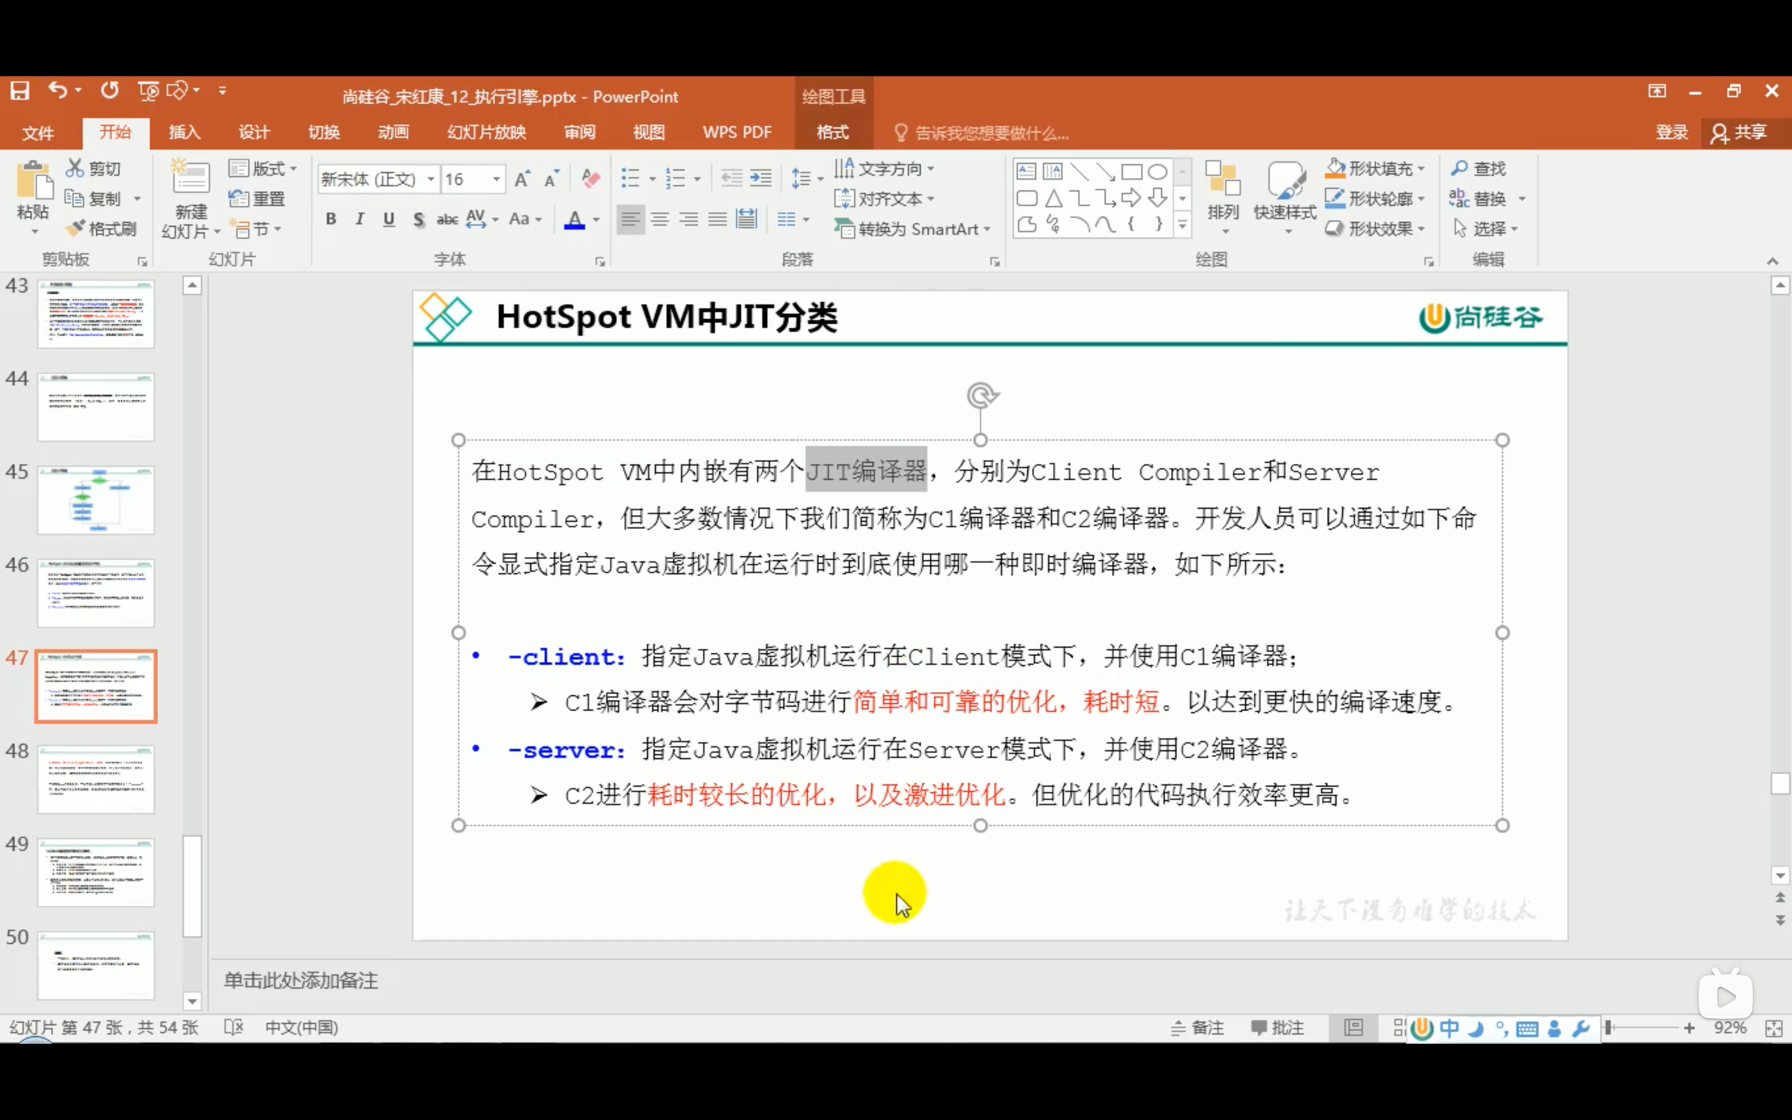 尚硅谷_宋红康_12_执行引擎.pptx - PowerPoint
绘图工具
文件 开始 插入 设计 切换 动画 幻灯片放映 审阅 视图 WPS PDF 格式 告诉我您想要做什么... 登录 共享
粘贴 剪切 复制 格式刷
新建幻灯片 版式 重置 节
新宋体 (正文) 16
B I U S abc AV Aa A
文字方向 对齐文本 转换为 SmartArt
排列 快速样式 形状填充 形状轮廓 形状效果
查找 替换 选择
剪贴板 幻灯片 字体 段落 绘图 编辑
43
44
45
46
47
48
49
50
HotSpot VM中JIT分类
尚硅谷
在HotSpot VM中内嵌有两个JIT编译器，分别为Client Compiler和Server
Compiler，但大多数情况下我们简称为C1编译器和C2编译器。开发人员可以通过如下命
令显式指定Java虚拟机在运行时到底使用哪一种即时编译器，如下所示：
• -client：指定Java虚拟机运行在Client模式下，并使用C1编译器；
➢ C1编译器会对字节码进行简单和可靠的优化，耗时短。以达到更快的编译速度。
• -server：指定Java虚拟机运行在Server模式下，并使用C2编译器。
➢ C2进行耗时较长的优化，以及激进优化。但优化的代码执行效率更高。
让天下没有难学的技术
单击此处添加备注
幻灯片 第 47 张，共 54 张 中文(中国) 备注 批注 中 92%